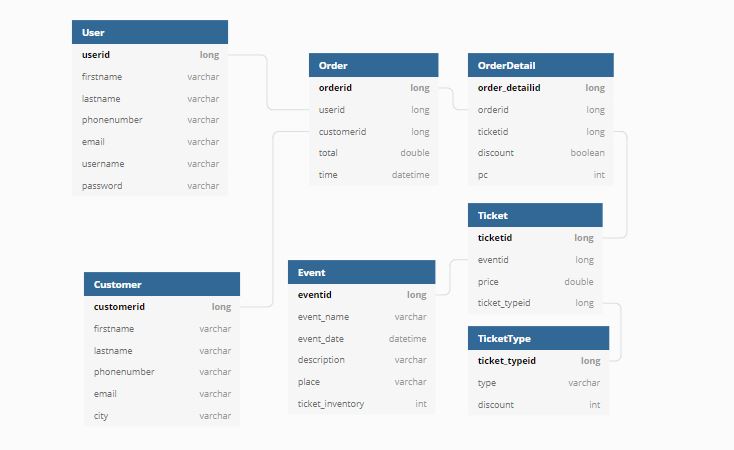 User
userid long
firstname varchar
lastname varchar
phonenumber varchar
email varchar
username varchar
password varchar
Order
orderid long
userid long
customerid long
total double
time datetime
OrderDetail
order_detailid long
orderid long
ticketid long
discount boolean
pc int
Ticket
ticketid long
eventid long
price double
ticket_typeid long
Customer
customerid long
firstname varchar
lastname varchar
phonenumber varchar
email varchar
city varchar
Event
eventid long
event_name varchar
event_date datetime
description varchar
place varchar
ticket_inventory int
TicketType
ticket_typeid long
type varchar
discount int